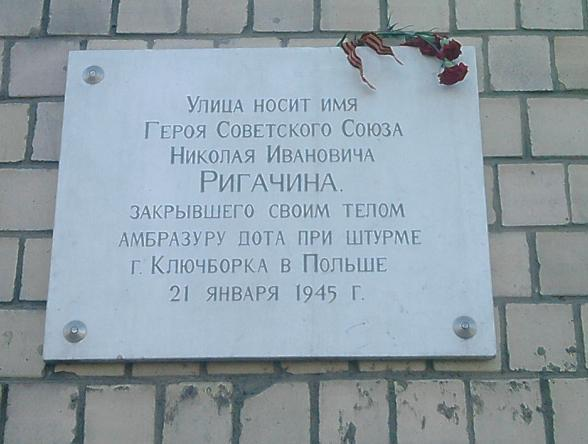 Улица носит имя
Героя Советского Союза
Николая Ивановича
Ригачина.
закрывшего своим телом
амбразуру дота при штурме
г. Ключборка в Польше
21 января 1945 г.